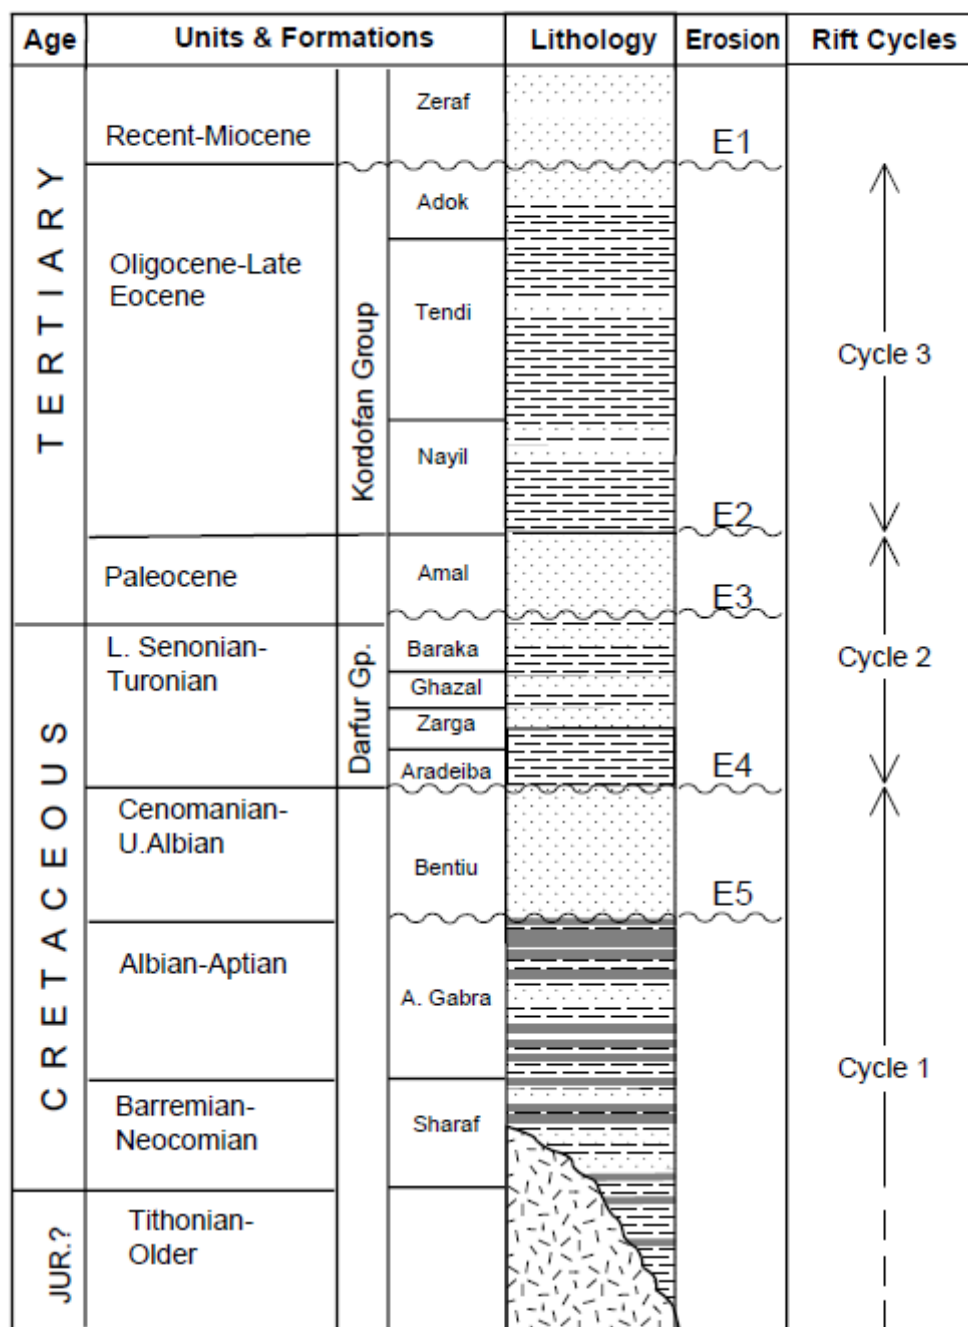 Age
Units & Formations
Lithology
Erosion
Rift Cycles
TERTIARY
CRETACEOUS
JUR.?
Recent-Miocene
Oligocene-Late
Eocene
Paleocene
L. Senonian-
Turonian
Cenomanian-
U.Albian
Albian-Aptian
Barremian-
Neocomian
Tithonian-
Older
Kordofan Group
Darfur Gp.
Zeraf
Adok
Tendi
Nayil
Amal
Baraka
Ghazal
Zarga
Aradeiba
Bentiu
A. Gabra
Sharaf
E1
E2
E3
E4
E5
Cycle 3
Cycle 2
Cycle 1